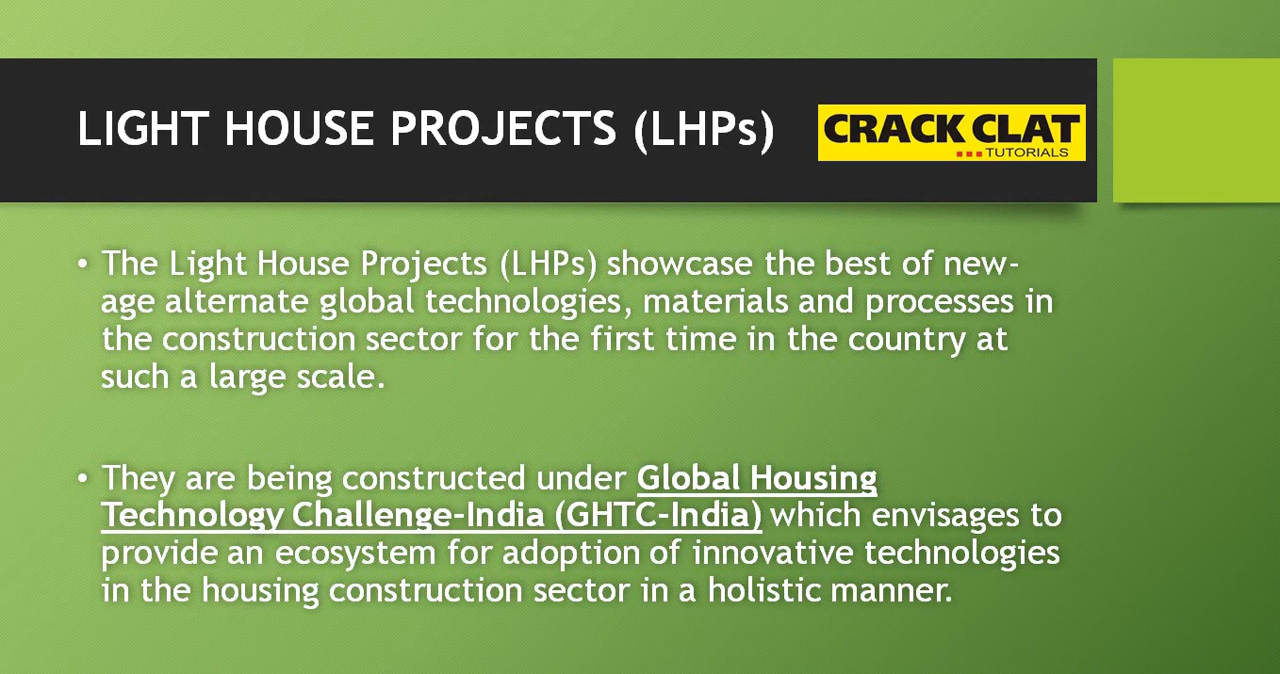 LIGHT HOUSE PROJECTS (LHPs)
CRACK CLAT
...TUTORIALS
• The Light House Projects (LHPs) showcase the best of new-
age alternate global technologies, materials and processes in
the construction sector for the first time in the country at
such a large scale.
• They are being constructed under Global Housing
Technology Challenge-India (GHTC-India) which envisages to
provide an ecosystem for adoption of innovative technologies
in the housing construction sector in a holistic manner.